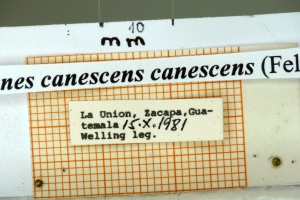 10
mm
nes canescens canescens (Fel
La Union, Zacapa,Gua-
temala 15.X.1981
Welling leg.